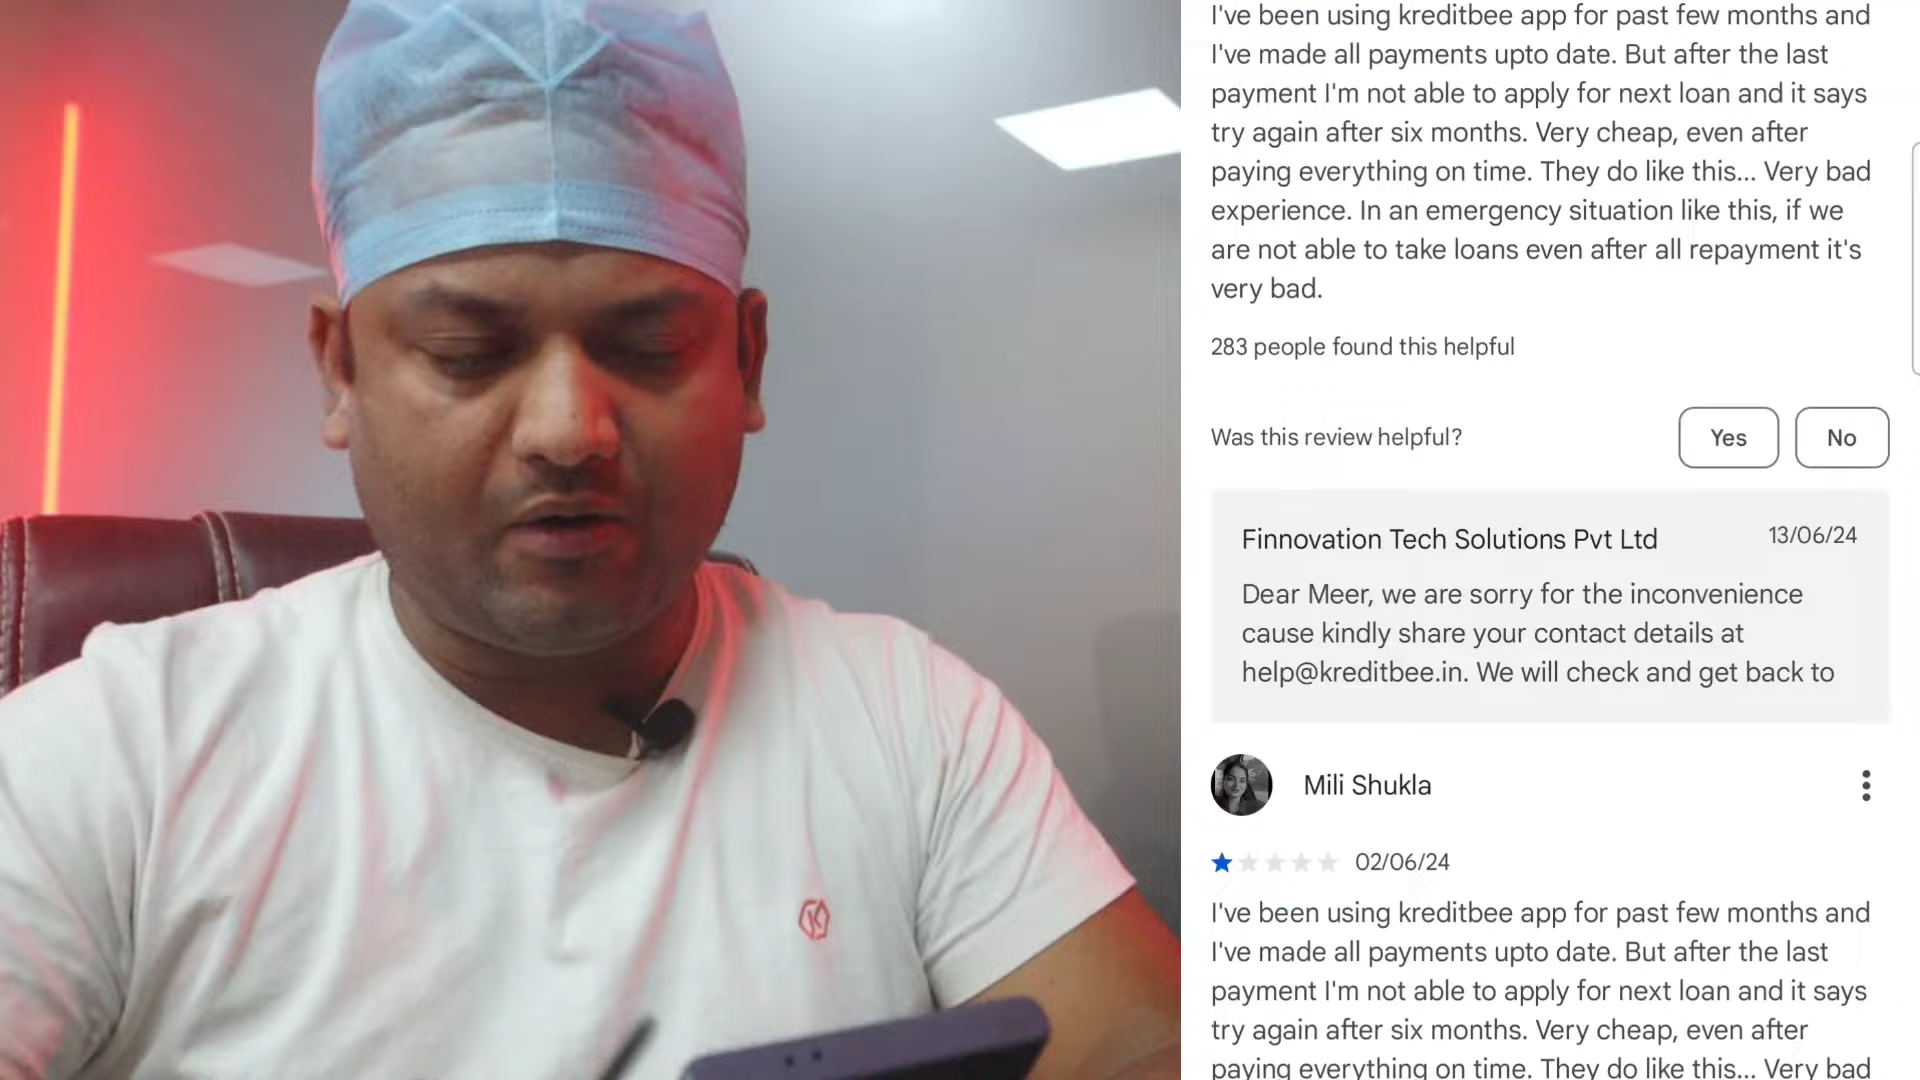 I've been using kreditbee app for past few months and
I've made all payments upto date. But after the last
payment I'm not able to apply for next loan and it says
try again after six months. Very cheap, even after
paying everything on time. They do like this... Very bad
experience. In an emergency situation like this, if we
are not able to take loans even after all repayment it's
very bad.
283 people found this helpful
Was this review helpful?
Yes
No
Finnovation Tech Solutions Pvt Ltd
13/06/24
Dear Meer, we are sorry for the inconvenience
cause kindly share your contact details at
help@kreditbee.in. We will check and get back to
Mili Shukla
02/06/24
I've been using kreditbee app for past few months and
I've made all payments upto date. But after the last
payment I'm not able to apply for next loan and it says
try again after six months. Very cheap, even after
paying everything on time. They do like this... Very bad